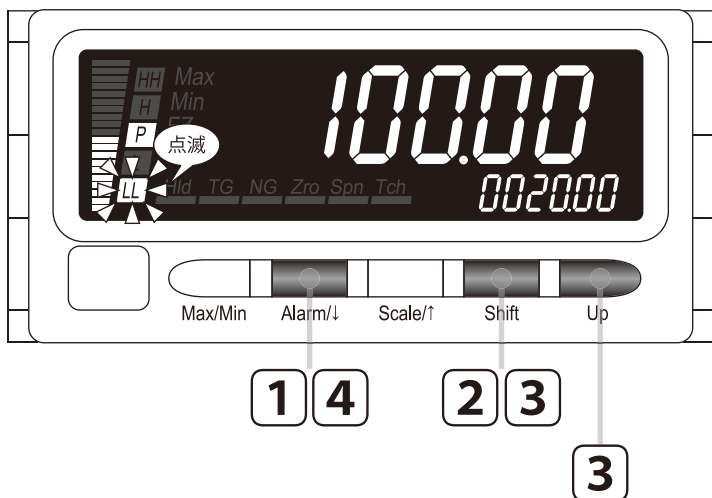 HH Max
H Min
P FZ
点滅
LL Hld TG NG Zro Spn Tch
100.00
0020.00
Max/Min Alarm/↓ Scale/↑ Shift Up
1 4 2 3
3